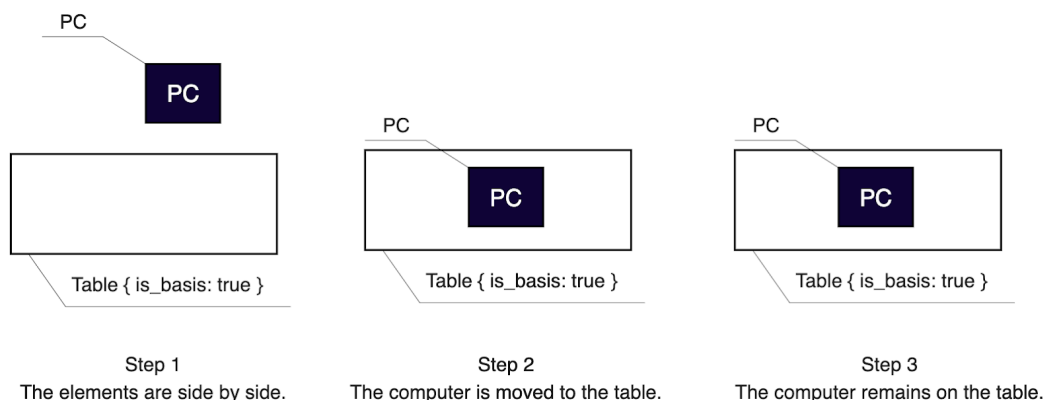 PC
PC
Table { is_basis: true }
Step 1
The elements are side by side.
PC
PC
Table { is_basis: true }
Step 2
The computer is moved to the table.
PC
PC
Table { is_basis: true }
Step 3
The computer remains on the table.